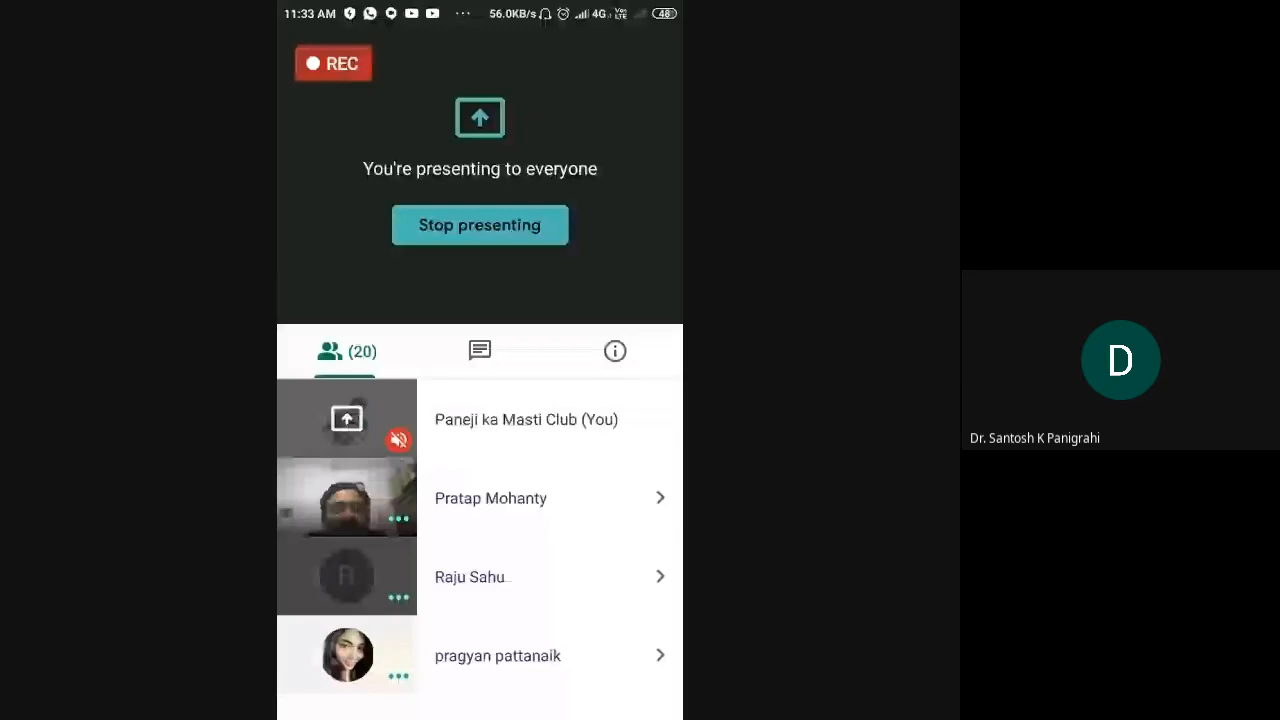 11:33 AM ... 56.0KB/s 4G 48
REC
You're presenting to everyone
Stop presenting
(20)
Paneji ka Masti Club (You)
Pratap Mohanty
R
Raju Sahu
pragyan pattanaik
D
Dr. Santosh K Panigrahi